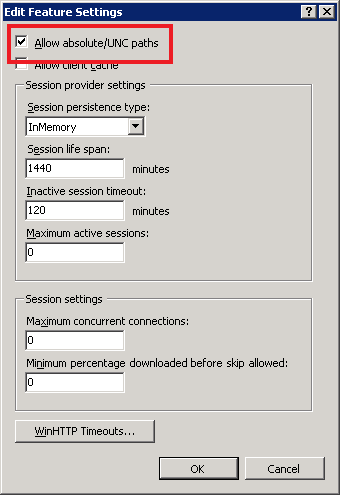 Edit Feature Settings
Allow absolute/UNC paths
Allow client cache
Session provider settings
Session persistence type:
InMemory
Session life span:
1440 minutes
Inactive session timeout:
120 minutes
Maximum active sessions:
0
Session settings
Maximum concurrent connections:
0
Minimum percentage downloaded before skip allowed:
0
WinHTTP Timeouts...
OK Cancel